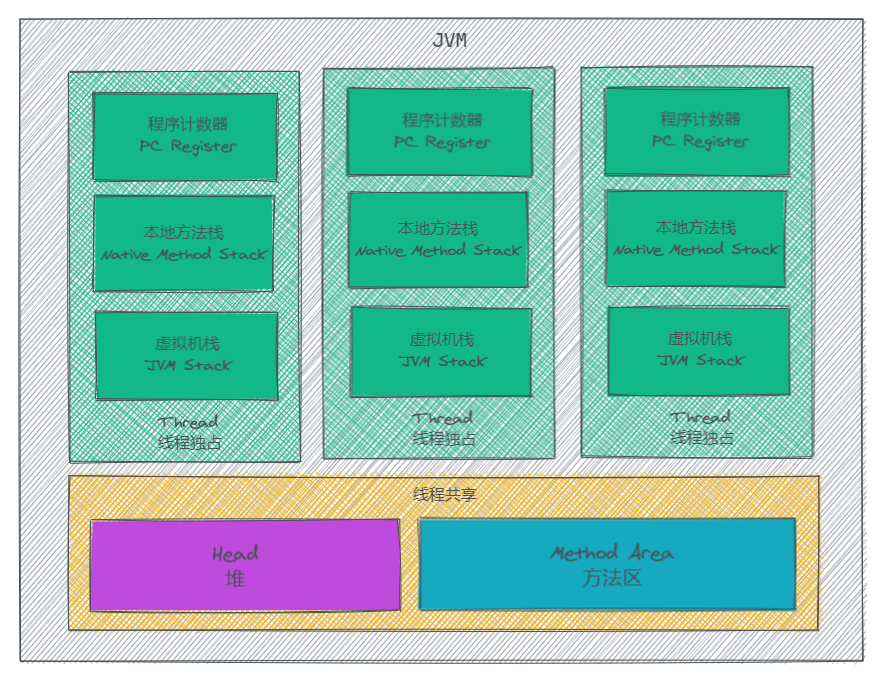 JVM
程序计数器
PC Register
本地方法栈
Native Method Stack
虚拟机栈
JVM Stack
Thread
线程独占
程序计数器
PC Register
本地方法栈
Native Method Stack
虚拟机栈
JVM Stack
Thread
线程独占
程序计数器
PC Register
本地方法栈
Native Method Stack
虚拟机栈
JVM Stack
Thread
线程独占
线程共享
Head
堆
Method Area
方法区